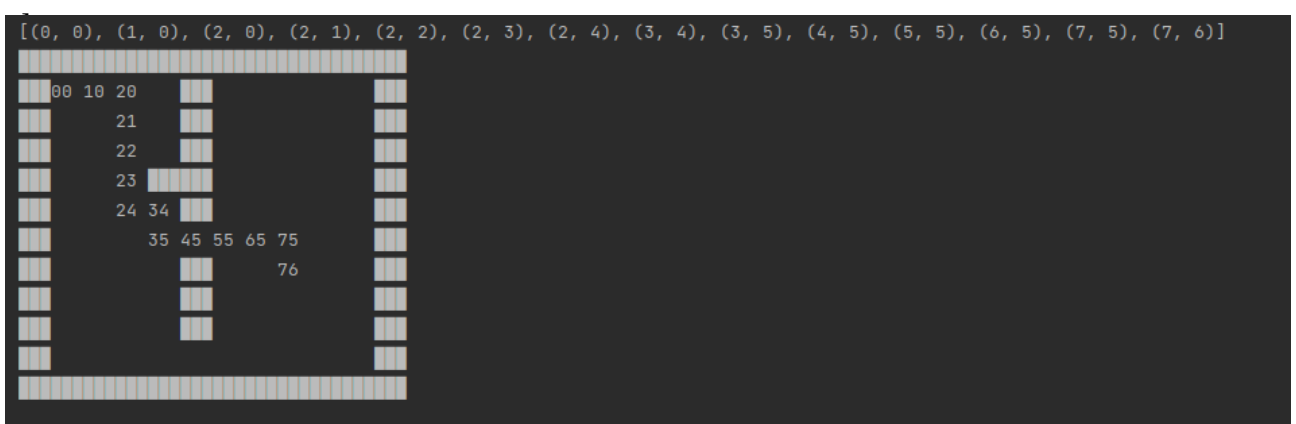 [(0, 0), (1, 0), (2, 0), (2, 1), (2, 2), (2, 3), (2, 4), (3, 4), (3, 5), (4, 5), (5, 5), (6, 5), (7, 5), (7, 6)]
00 10 20
21
22
23
24 34
35 45 55 65 75
76